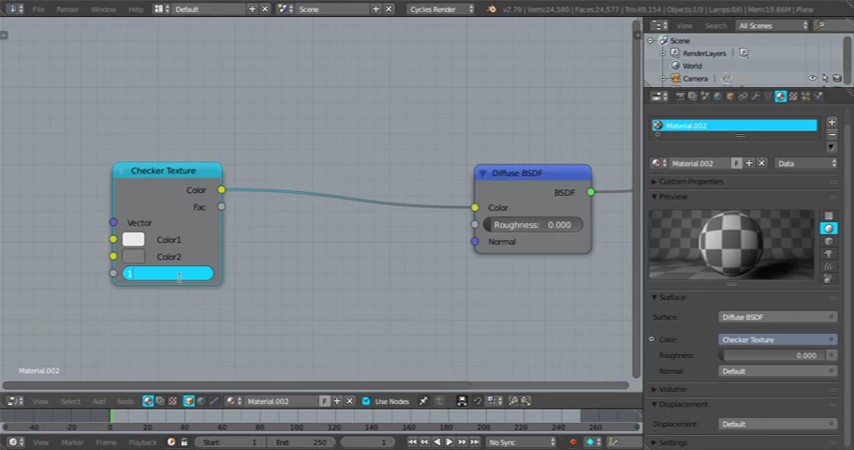 File Render Window Help Default Scene Cycles Render v2.79 | Verts:24,580 | Faces:24,577 | Tris:49,154 | Objects:1/3 | Lamps:0/0 | Mem:19.86M | Plane
View Search All Scenes
Scene
RenderLayers
World
Camera
Material.002
Material.002 F Data
Custom Properties
Preview
Surface
Surface: Diffuse BSDF
Color: Checker Texture
Roughness: 0.000
Normal: Default
Volume
Displacement
Displacement: Default
Settings
Checker Texture
Color
Fac
Vector
Color1
Color2
1
Diffuse BSDF
BSDF
Color
Roughness: 0.000
Normal
Material.002
View Select Add Node Material.002 F Use Nodes
-40 -20 0 20 40 60 80 100 120 140 160 180 200 220 240 260
View Marker Frame Playback Start: 1 End: 250 1 No Sync